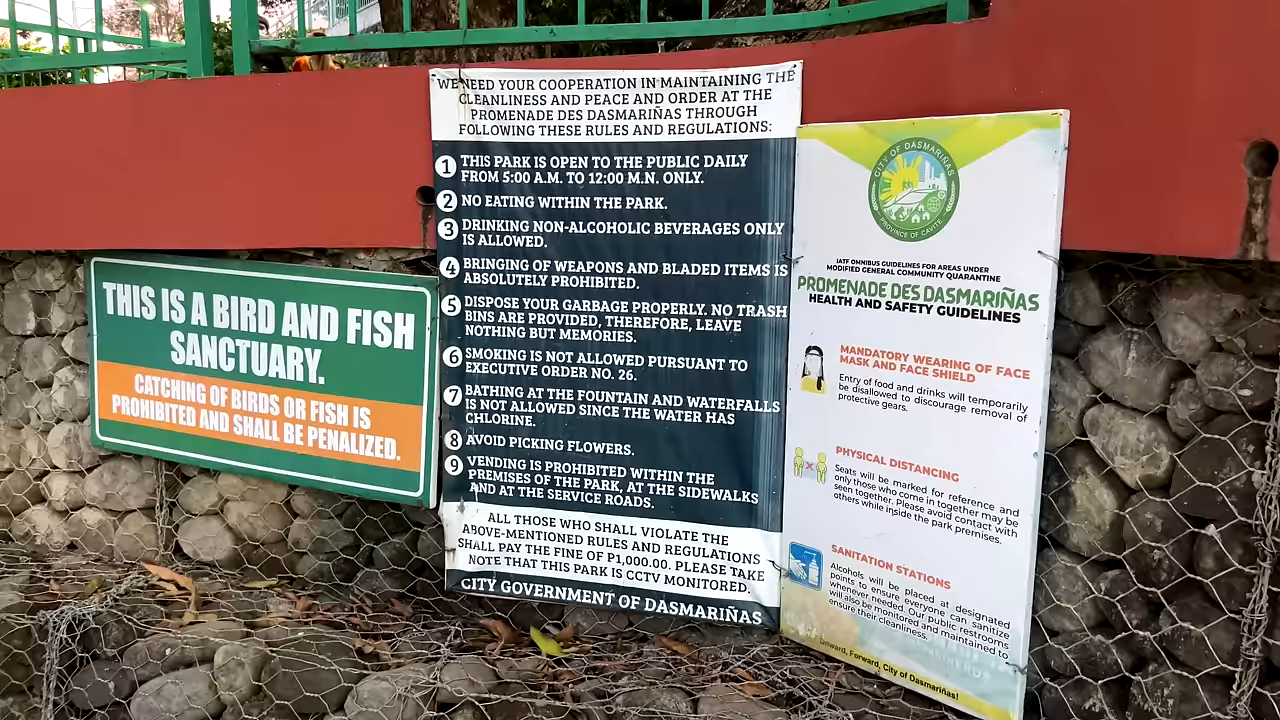 THIS IS A BIRD AND FISH
SANCTUARY.
CATCHING OF BIRDS OR FISH IS
PROHIBITED AND SHALL BE PENALIZED.
WE NEED YOUR COOPERATION IN MAINTAINING THE
CLEANLINESS AND PEACE AND ORDER AT THE
PROMENADE DES DASMARIÑAS THROUGH
FOLLOWING THESE RULES AND REGULATIONS:
1 THIS PARK IS OPEN TO THE PUBLIC DAILY
FROM 5:00 A.M. TO 12:00 M.N. ONLY.
2 NO EATING WITHIN THE PARK.
3 DRINKING NON-ALCOHOLIC BEVERAGES ONLY
IS ALLOWED.
4 BRINGING OF WEAPONS AND BLADED ITEMS IS
ABSOLUTELY PROHIBITED.
5 DISPOSE YOUR GARBAGE PROPERLY. NO TRASH
BINS ARE PROVIDED, THEREFORE, LEAVE
NOTHING BUT MEMORIES.
6 SMOKING IS NOT ALLOWED PURSUANT TO
EXECUTIVE ORDER NO. 26.
7 BATHING AT THE FOUNTAIN AND WATERFALLS
IS NOT ALLOWED SINCE THE WATER HAS
CHLORINE.
8 AVOID PICKING FLOWERS.
9 VENDING IS PROHIBITED WITHIN THE
PREMISES OF THE PARK, AT THE SIDEWALKS
AND AT THE SERVICE ROADS.
ALL THOSE WHO SHALL VIOLATE THE
ABOVE-MENTIONED RULES AND REGULATIONS
SHALL PAY THE FINE OF P1,000.00. PLEASE TAKE
NOTE THAT THIS PARK IS CCTV MONITORED.
CITY GOVERNMENT OF DASMARIÑAS
CITY OF DASMARIÑAS
PROVINCE OF CAVITE
IATF OMNIBUS GUIDELINES FOR AREAS UNDER
MODIFIED GENERAL COMMUNITY QUARANTINE
PROMENADE DES DASMARIÑAS
HEALTH AND SAFETY GUIDELINES
MANDATORY WEARING OF FACE
MASK AND FACE SHIELD
Entry of food and drinks will temporarily
be disallowed to discourage removal of
protective gears.
PHYSICAL DISTANCING
Seats will be marked for reference and
only those who come in together may be
seen together. Please avoid contact with
others while inside the park premises.
SANITATION STATIONS
Alcohols will be placed at designated
points to ensure everyone can sanitize
whenever needed. Our public restrooms
will also be monitored and maintained to
ensure their cleanliness.
Onward, Forward, City of Dasmariñas!